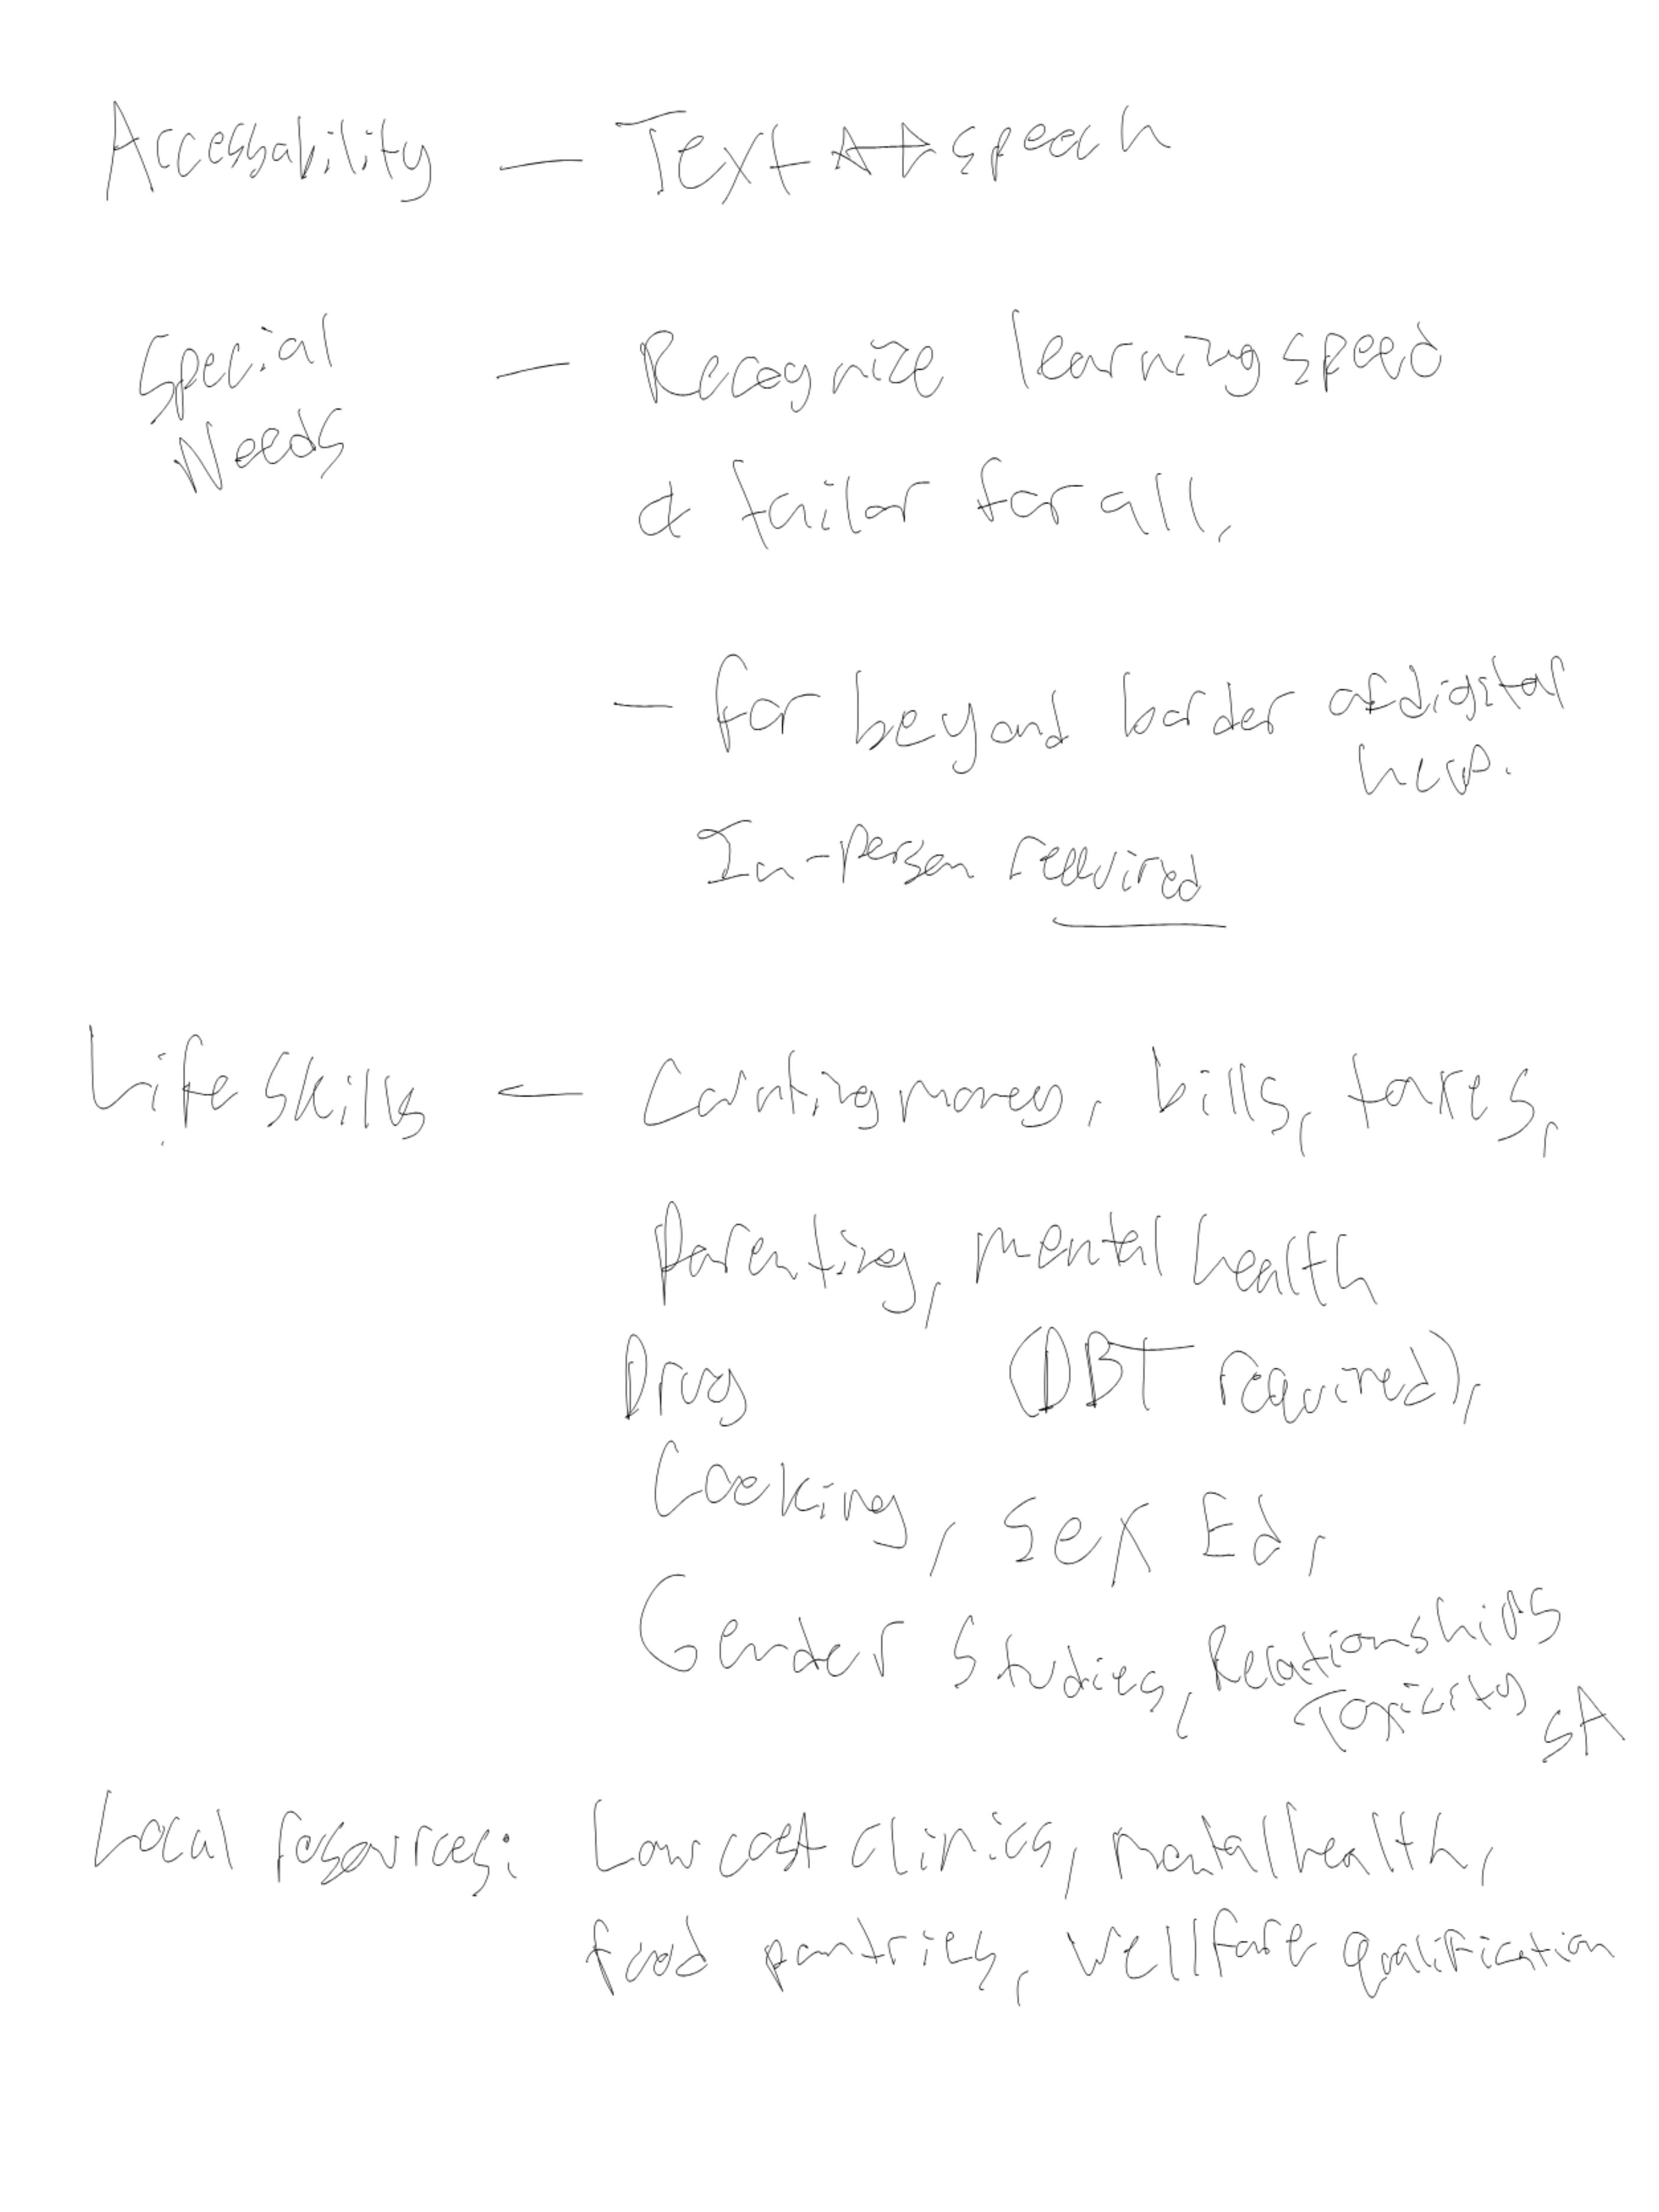 Accessability — Text ↔ speech
Special — Recognize learning speed
Needs
& tailor for all,
— for beyond border of digital
help.
In-person required
Life Skills — Counting money, bills, taxes,
Parenting, mental health
Drug (DBT required),
Cooking, Sex Ed,
Gender Studies, Relationships
Toxicity SA
Local resources: Low cost clinics, mental health,
food pantries, wellfare qualification